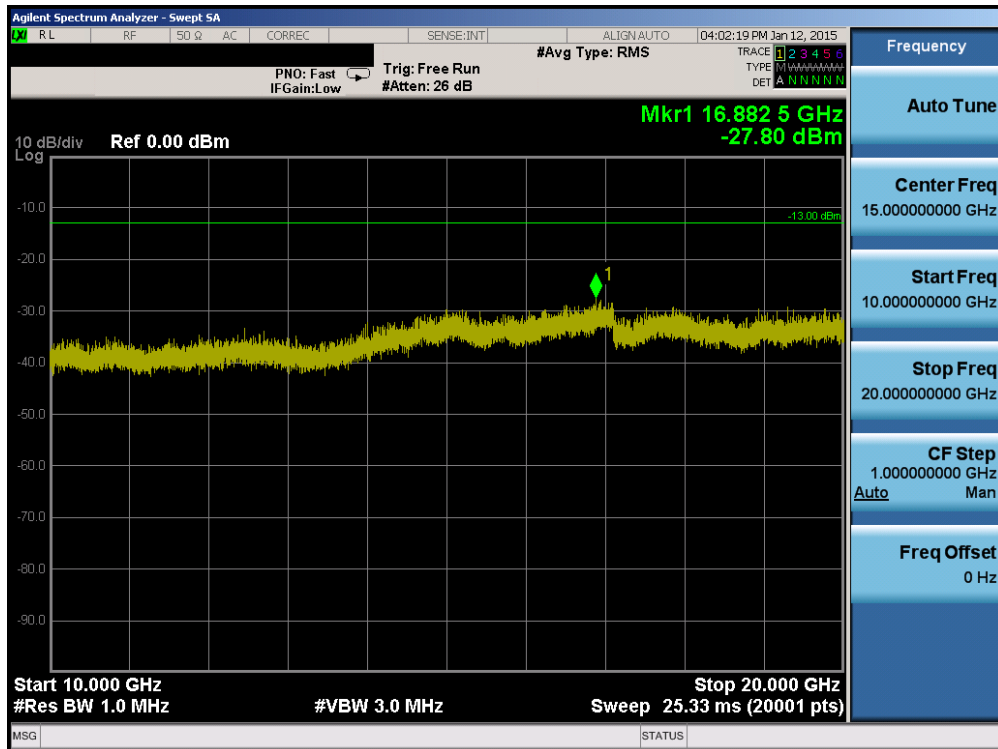 Agilent Spectrum Analyzer - Swept SA
LXI RL RF 50 Ω AC CORREC SENSE:INT ALIGN AUTO 04:02:19 PM Jan 12, 2015
#Avg Type: RMS TRACE 1 2 3 4 5 6
PNO: Fast Trig: Free Run TYPE M W W W W W
IFGain:Low #Atten: 26 dB DET A N N N N N
Mkr1 16.882 5 GHz
-27.80 dBm
10 dB/div Ref 0.00 dBm
Log
-10.0
-13.00 dBm
-20.0
1
-30.0
-40.0
-50.0
-60.0
-70.0
-80.0
-90.0
Start 10.000 GHz Stop 20.000 GHz
#Res BW 1.0 MHz #VBW 3.0 MHz Sweep 25.33 ms (20001 pts)
MSG STATUS
Frequency
Auto Tune
Center Freq
15.000000000 GHz
Start Freq
10.000000000 GHz
Stop Freq
20.000000000 GHz
CF Step
1.000000000 GHz
Auto Man
Freq Offset
0 Hz